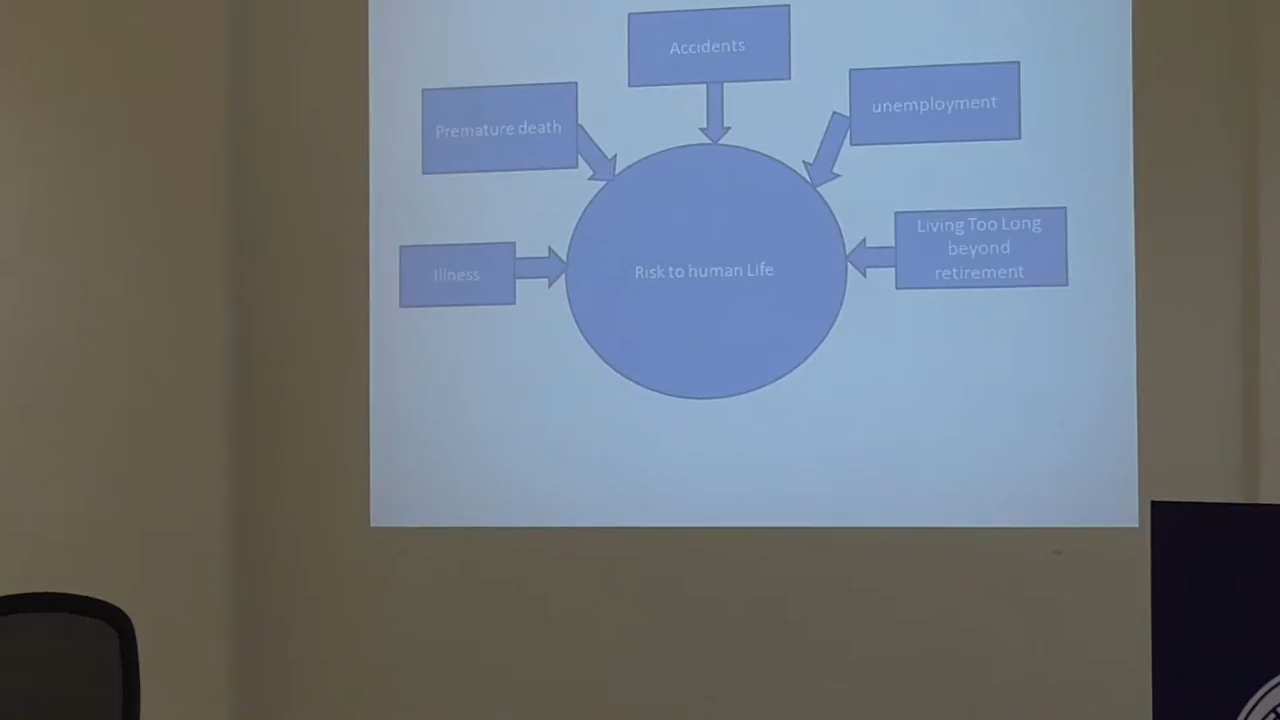 Accidents
Premature death
unemployment
Illness
Risk to human Life
Living Too Long
beyond
retirement